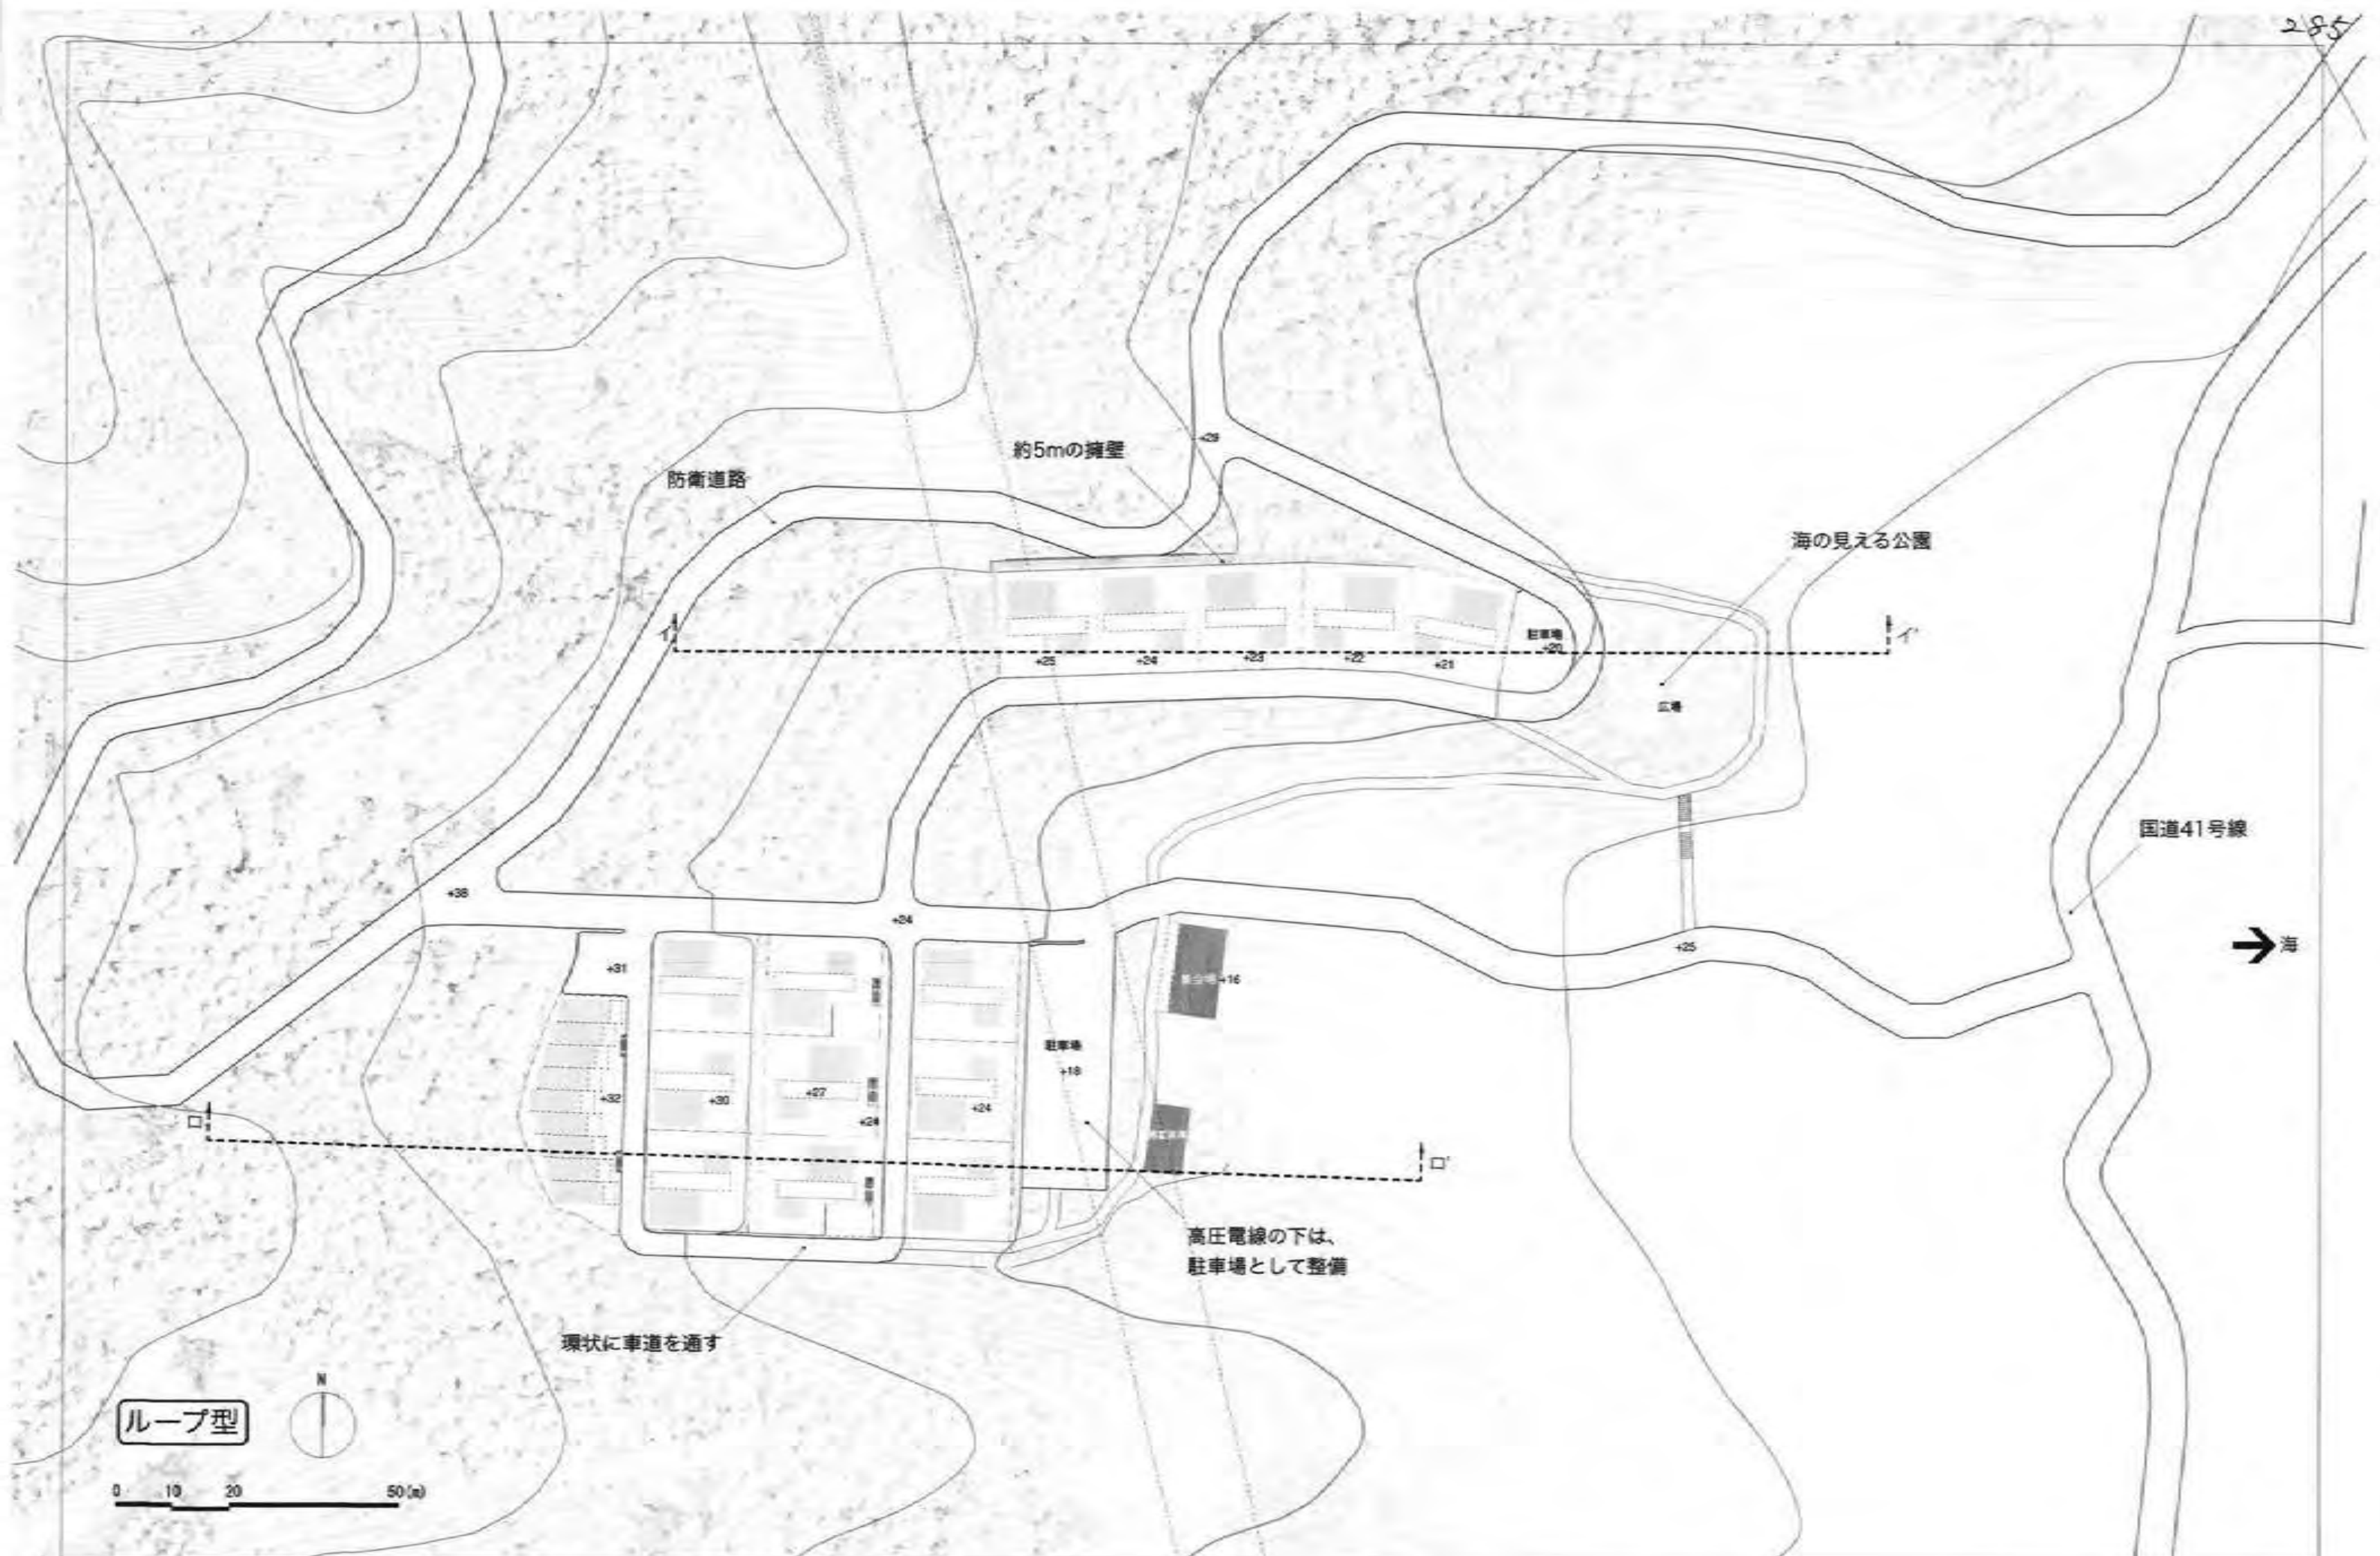 285
+29
約5mの擁壁
防衛道路
海の見える公園
イ
イ'
駐車場
+20
+25
+24
+23
+22
+21
広場
国道41号線
+38
+24
+25
海
+31
+16
駐車場
+18
+32
+30
+27
+24
ロ
ロ'
高圧電線の下は、
駐車場として整備
環状に車道を通す
N
ループ型
0 10 20 50(m)